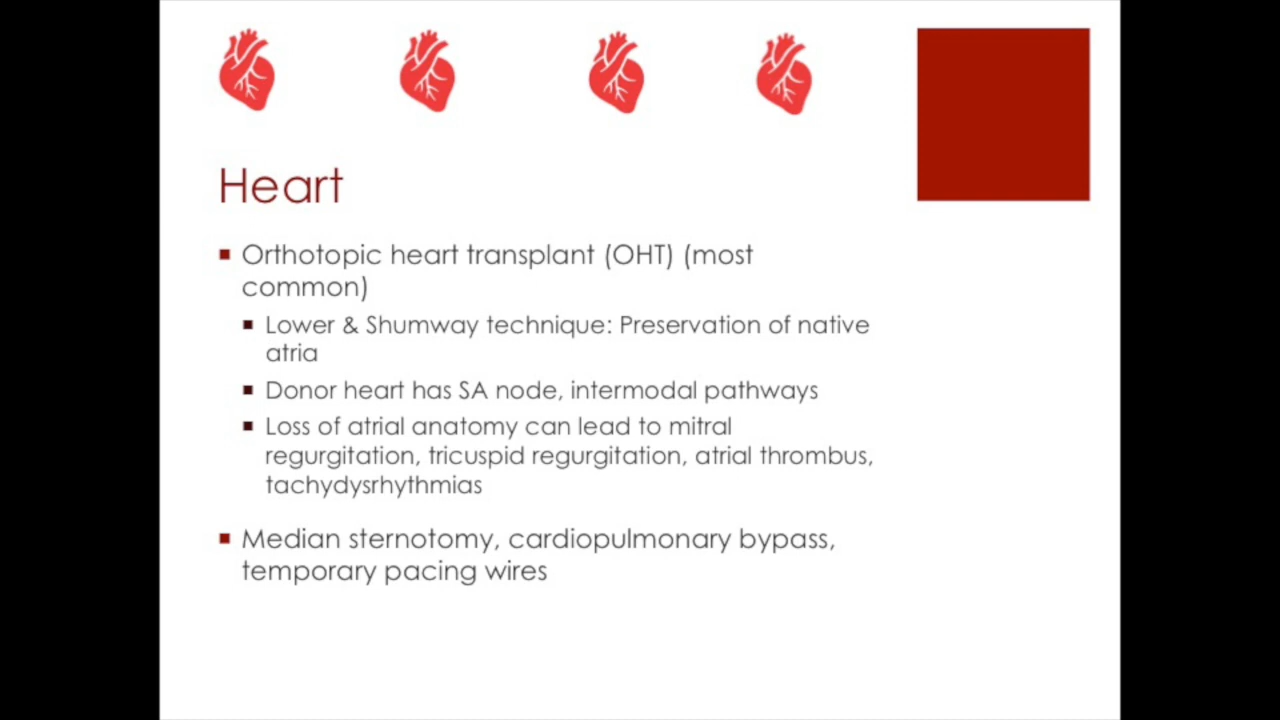 Heart
Orthotopic heart transplant (OHT) (most
common)
Lower & Shumway technique: Preservation of native
atria
Donor heart has SA node, intermodal pathways
Loss of atrial anatomy can lead to mitral
regurgitation, tricuspid regurgitation, atrial thrombus,
tachydysrhythmias
Median sternotomy, cardiopulmonary bypass,
temporary pacing wires